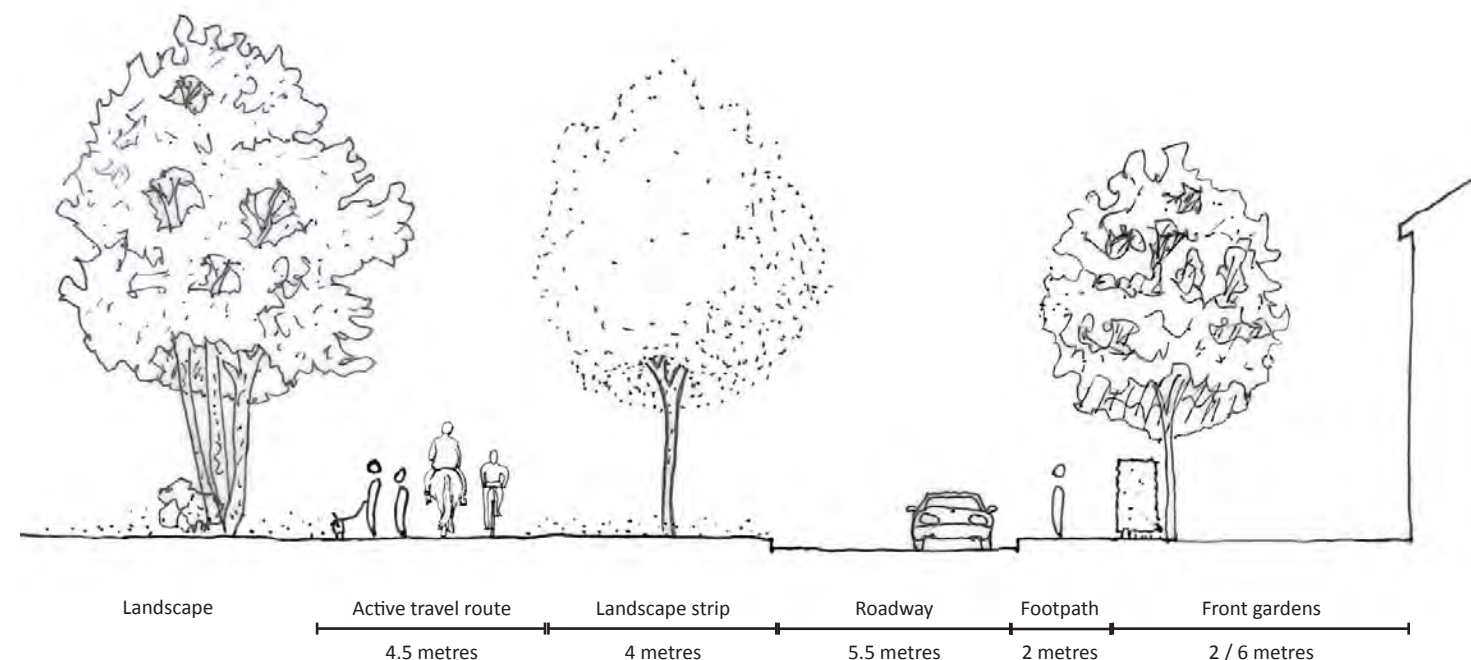 Landscape Active travel route Landscape strip Roadway Footpath Front gardens
4.5 metres 4 metres 5.5 metres 2 metres 2 / 6 metres